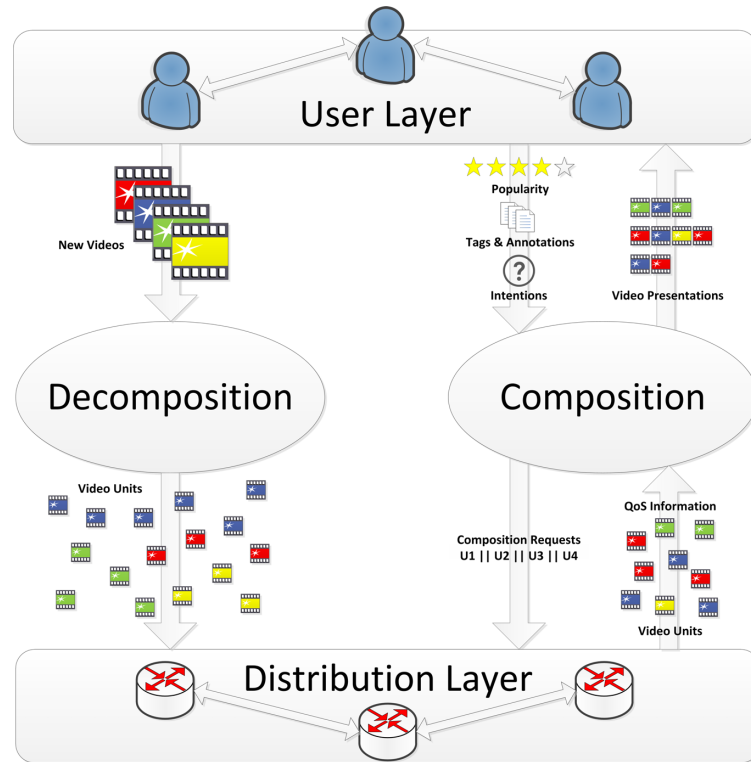 User Layer
New Videos
Popularity
Tags & Annotations
?
Intentions
Video Presentations
Decomposition
Composition
Video Units
QoS Information
Composition Requests
U1 || U2 || U3 || U4
Video Units
Distribution Layer